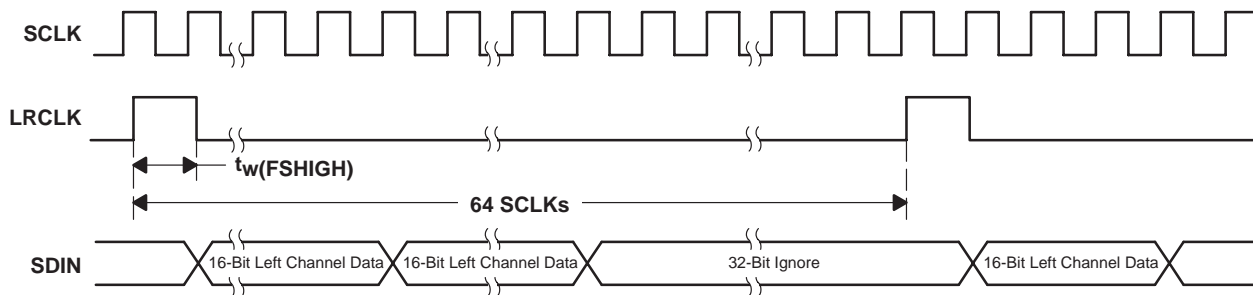 SCLK
LRCLK
tw(FSHIGH)
64 SCLKs
SDIN
16-Bit Left Channel Data
16-Bit Left Channel Data
32-Bit Ignore
16-Bit Left Channel Data